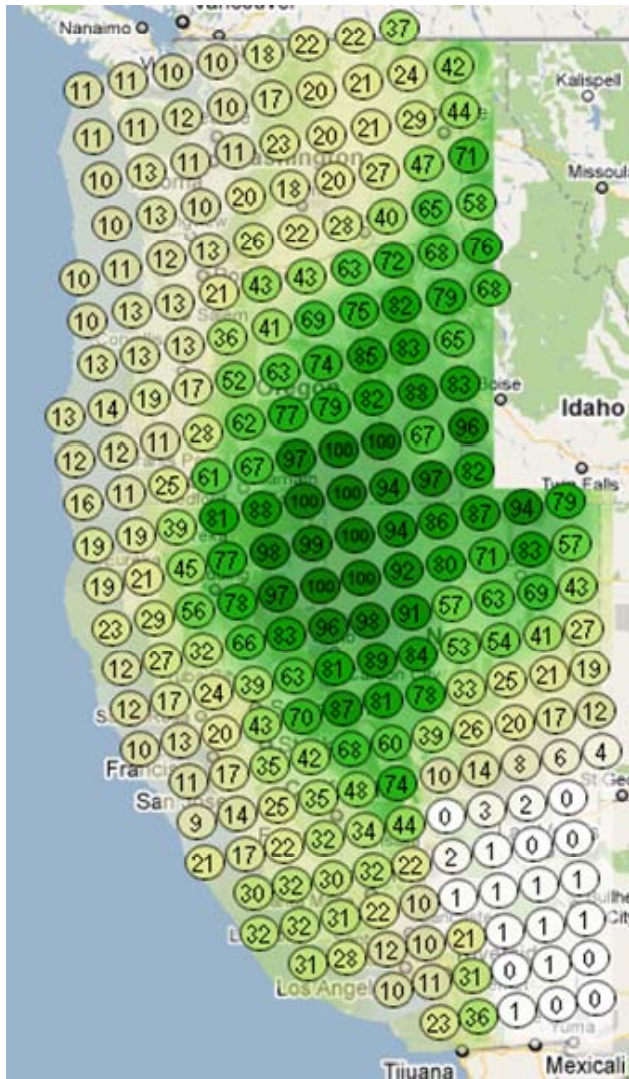 Vancouver
Nanaimo
11 11 10 10 18 22 22 37
11 11 12 10 17 20 21 24 42
Kalispell
10 13 11 11 23 20 21 29 44
Washington
10 13 10 20 18 20 27 47 71
Missoula
10 11 12 13 26 22 28 40 65 58
10 13 13 21 43 43 63 72 68 76
Salem
13 13 13 36 41 69 75 82 79 68
13 14 19 17 52 63 74 85 83 65
Oregon
Boise
Idaho
12 12 11 28 62 77 79 82 88 83
16 11 25 61 67 97 100 100 67 96
Twin Falls
19 19 39 81 88 100 100 94 97 82
19 21 45 77 98 99 100 94 86 87 94 79
23 29 56 78 97 100 100 92 80 71 83 57
12 27 32 66 83 96 98 91 57 63 69 43
12 17 24 39 63 81 89 84 53 54 41 27
Carson City
10 13 20 43 70 87 81 78 33 25 21 19
11 17 35 42 68 60 39 26 20 17 12
San Jose
9 14 25 35 48 74 10 14 8 6 4
21 17 22 32 34 44 0 3 2 0
30 32 30 32 22 2 1 0 0
32 32 31 22 10 1 1 1 1
City
31 28 12 10 21 1 1 1
Los Angel
10 11 31 0 1 0
23 36 1 0 0
Yuma
Tijuana
Mexicali